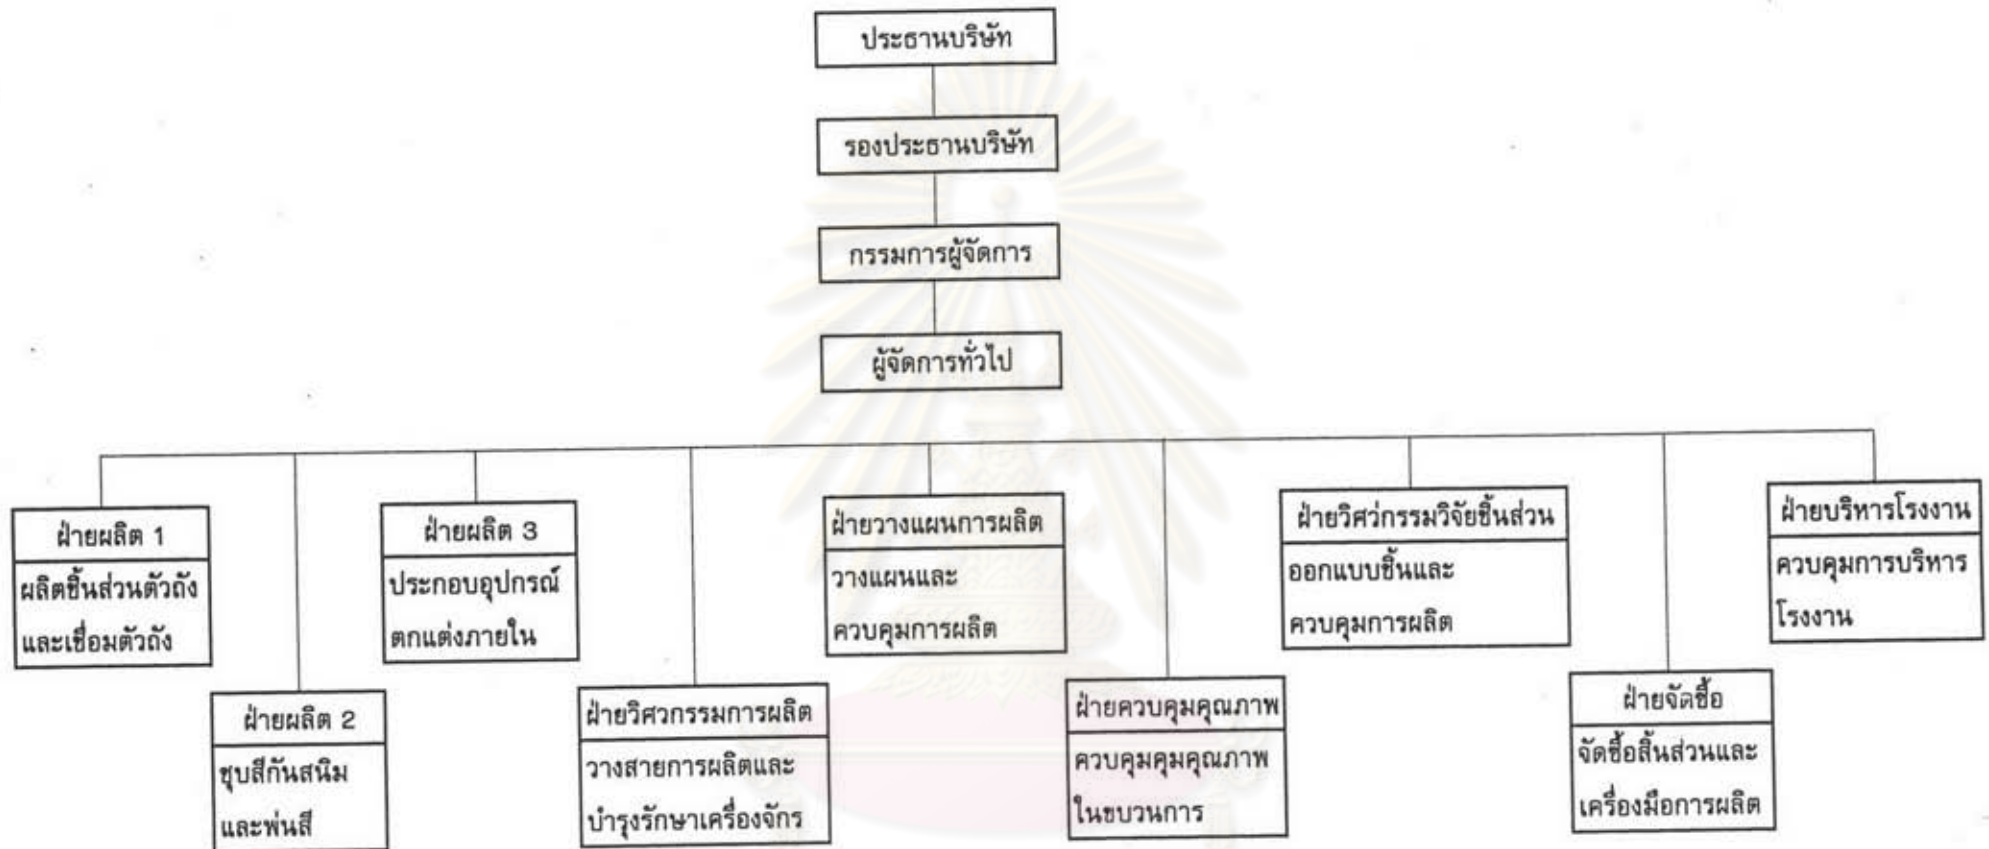 ประธานบริษัท
รองประธานบริษัท
กรรมการผู้จัดการ
ผู้จัดการทั่วไป
ฝ่ายผลิต 1
ผลิตชิ้นส่วนตัวถัง
และเชื่อมตัวถัง
ฝ่ายผลิต 2
ชุบสีกันสนิม
และพ่นสี
ฝ่ายผลิต 3
ประกอบอุปกรณ์
ตกแต่งภายใน
ฝ่ายวิศวกรรมการผลิต
วางสายการผลิตและ
บำรุงรักษาเครื่องจักร
ฝ่ายวางแผนการผลิต
วางแผนและ
ควบคุมการผลิต
ฝ่ายควบคุมคุณภาพ
ควบคุมคุมคุณภาพ
ในขบวนการ
ฝ่ายวิศว่กรรมวิจัยชิ้นส่วน
ออกแบบชิ้นและ
ควบคุมการผลิต
ฝ่ายจัดซื้อ
จัดซื้อสิ้นส่วนและ
เครื่องมือการผลิต
ฝ่ายบริหารโรงงาน
ควบคุมการบริหาร
โรงงาน